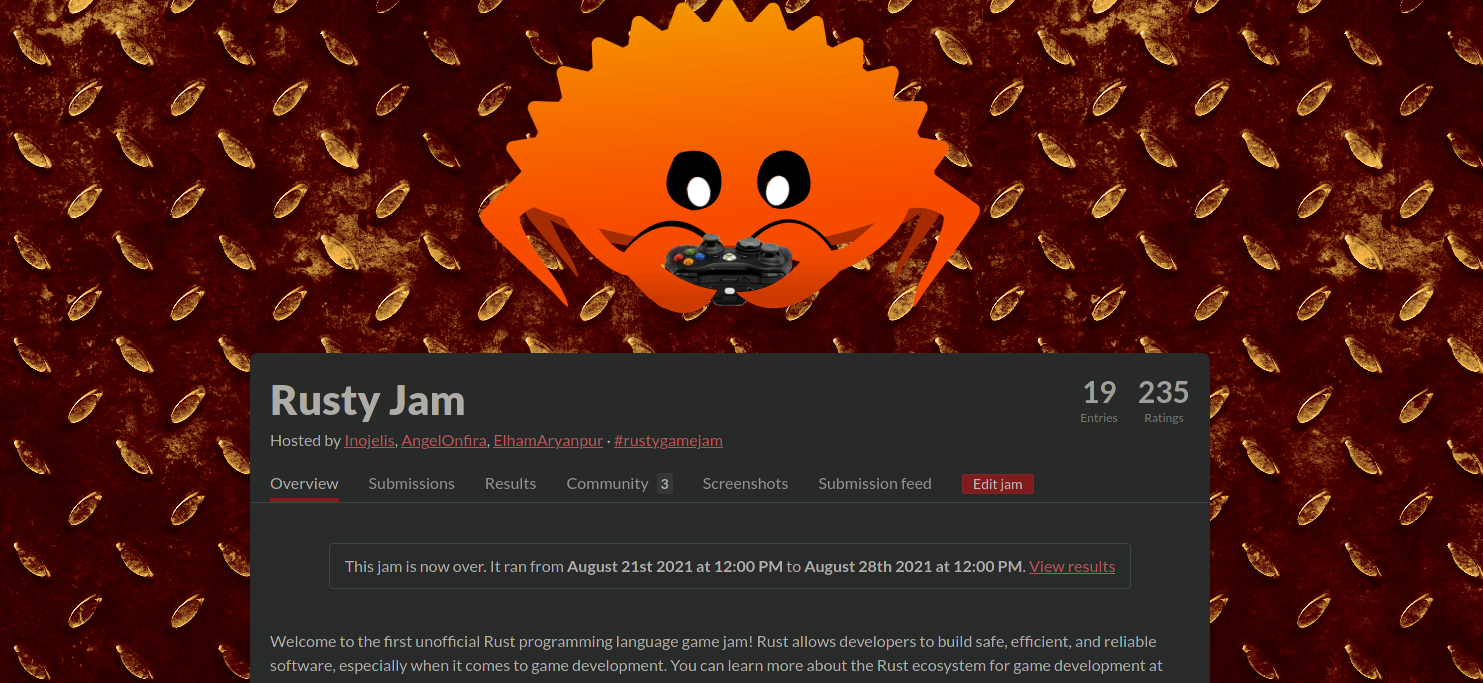 Rusty Jam
19 Entries
235 Ratings
Hosted by Inojelis, AngelOnfira, ElhamAryanpur · #rustygamejam
Overview Submissions Results Community 3 Screenshots Submission feed Edit jam
This jam is now over. It ran from August 21st 2021 at 12:00 PM to August 28th 2021 at 12:00 PM. View results
Welcome to the first unofficial Rust programming language game jam! Rust allows developers to build safe, efficient, and reliable
software, especially when it comes to game development. You can learn more about the Rust ecosystem for game development at